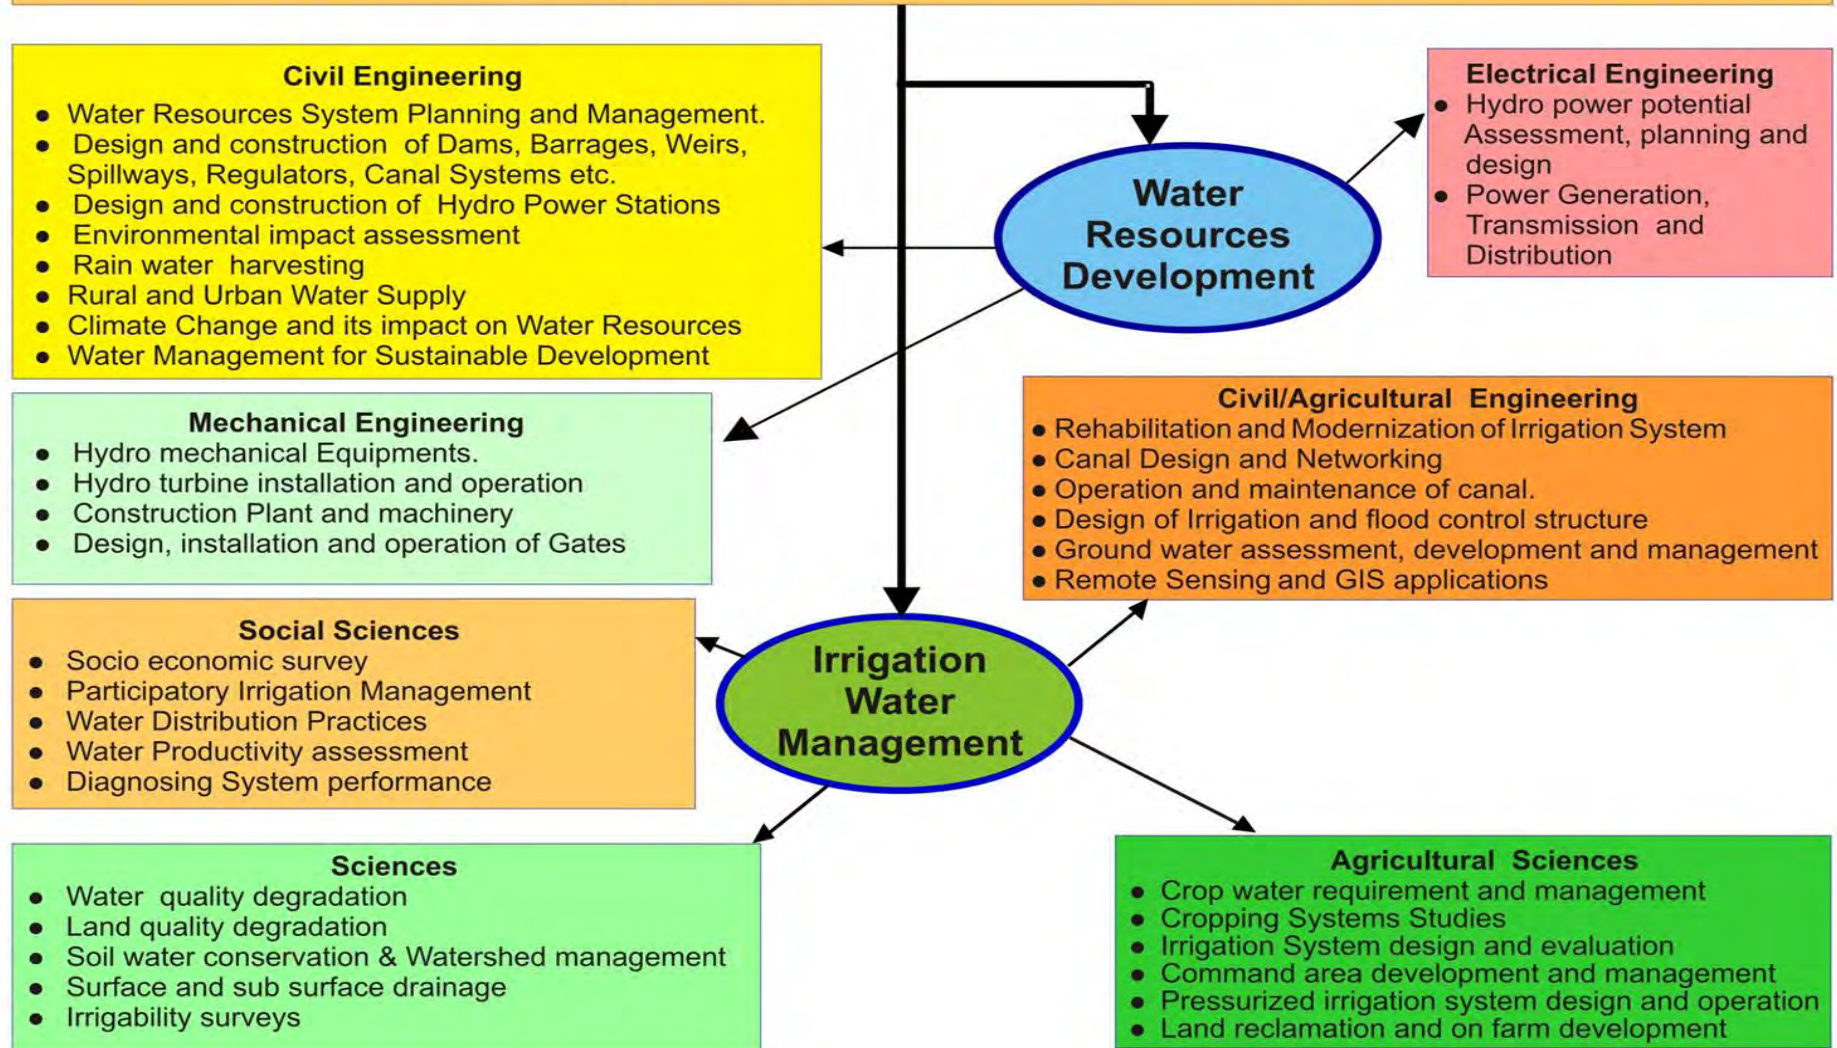 Civil Engineering
● Water Resources System Planning and Management.
● Design and construction of Dams, Barrages, Weirs,
Spillways, Regulators, Canal Systems etc.
● Design and construction of Hydro Power Stations
● Environmental impact assessment
● Rain water harvesting
● Rural and Urban Water Supply
● Climate Change and its impact on Water Resources
● Water Management for Sustainable Development
Water
Resources
Development
Electrical Engineering
● Hydro power potential
Assessment, planning and
design
● Power Generation,
Transmission and
Distribution
Mechanical Engineering
● Hydro mechanical Equipments.
● Hydro turbine installation and operation
● Construction Plant and machinery
● Design, installation and operation of Gates
Civil/Agricultural Engineering
● Rehabilitation and Modernization of Irrigation System
● Canal Design and Networking
● Operation and maintenance of canal.
● Design of Irrigation and flood control structure
● Ground water assessment, development and management
● Remote Sensing and GIS applications
Social Sciences
● Socio economic survey
● Participatory Irrigation Management
● Water Distribution Practices
● Water Productivity assessment
● Diagnosing System performance
Irrigation
Water
Management
Sciences
● Water quality degradation
● Land quality degradation
● Soil water conservation & Watershed management
● Surface and sub surface drainage
● Irrigability surveys
Agricultural Sciences
● Crop water requirement and management
● Cropping Systems Studies
● Irrigation System design and evaluation
● Command area development and management
● Pressurized irrigation system design and operation
● Land reclamation and on farm development